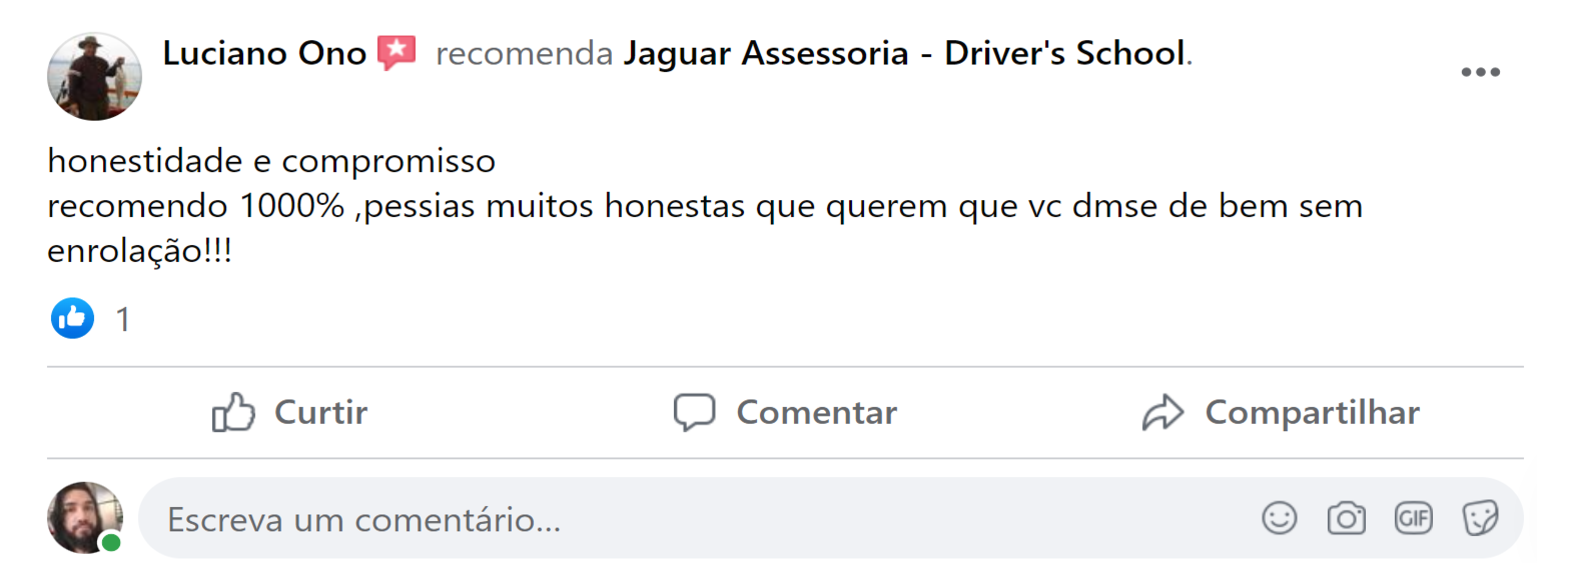 Luciano Ono recomenda Jaguar Assessoria - Driver's School.
honestidade e compromisso
recomendo 1000% ,pessias muitos honestas que querem que vc dmse de bem sem
enrolação!!!
1
Curtir Comentar Compartilhar
Escreva um comentário...
GIF